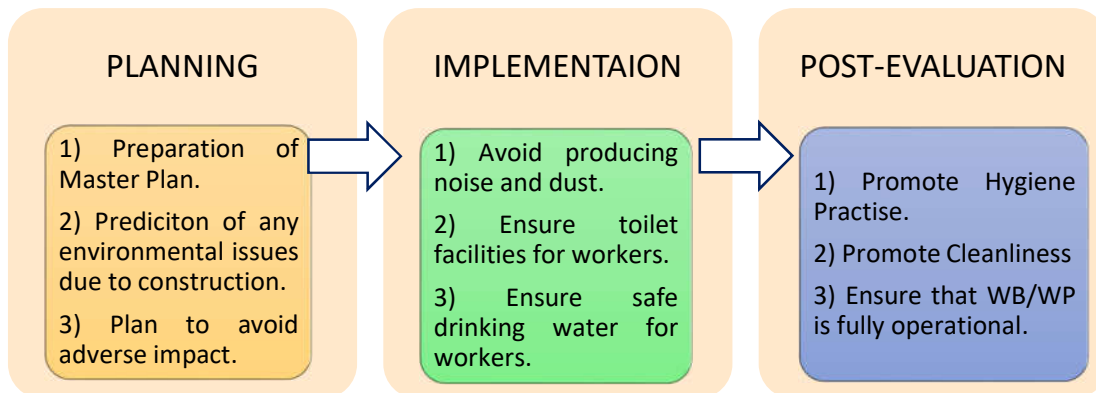 PLANNING
1) Preparation of
Master Plan.
2) Prediciton of any
environmental issues
due to construction.
3) Plan to avoid
adverse impact.
IMPLEMENTAION
1) Avoid producing
noise and dust.
2) Ensure toilet
facilities for workers.
3) Ensure safe
drinking water for
workers.
POST-EVALUATION
1) Promote Hygiene
Practise.
2) Promote Cleanliness
3) Ensure that WB/WP
is fully operational.